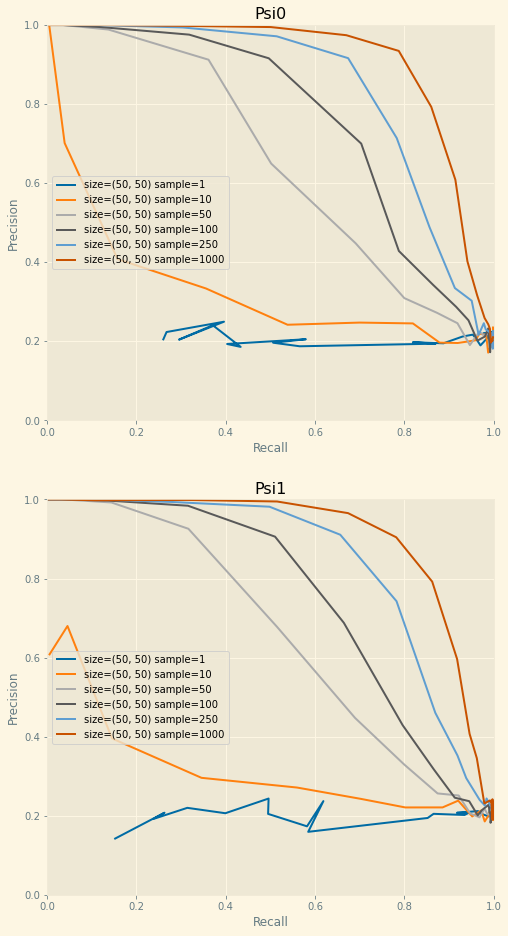 Psi0
1.0
0.8
0.6
0.4
0.2
0.0
Precision
size=(50, 50) sample=1
size=(50, 50) sample=10
size=(50, 50) sample=50
size=(50, 50) sample=100
size=(50, 50) sample=250
size=(50, 50) sample=1000
0.0 0.2 0.4 0.6 0.8 1.0
Recall
Psi1
1.0
0.8
0.6
0.4
0.2
0.0
Precision
size=(50, 50) sample=1
size=(50, 50) sample=10
size=(50, 50) sample=50
size=(50, 50) sample=100
size=(50, 50) sample=250
size=(50, 50) sample=1000
0.0 0.2 0.4 0.6 0.8 1.0
Recall